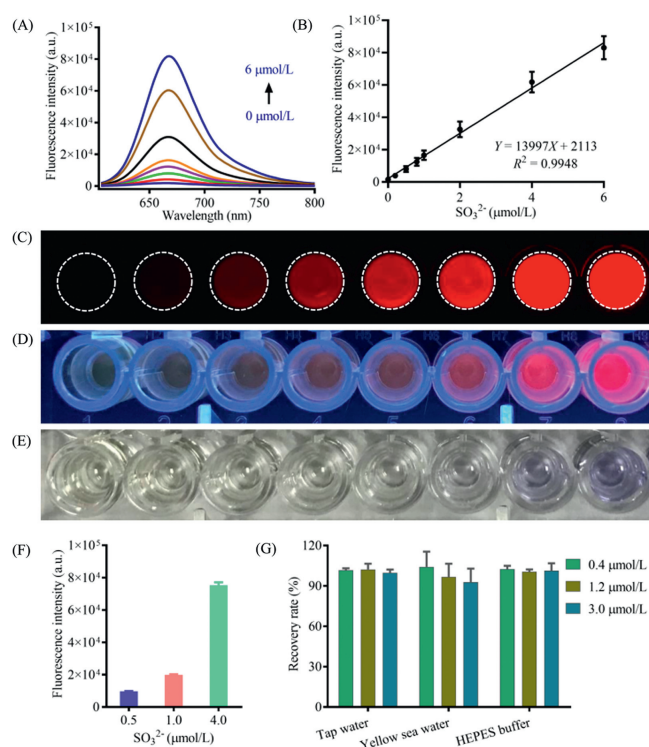 (A)
Fluorescence intensity (a.u.)
1×10⁵
8×10⁴
6×10⁴
4×10⁴
2×10⁴
0
6 μmol/L
0 μmol/L
650
700
750
800
Wavelength (nm)
(B)
Fluorescence intensity (a.u.)
1×10⁵
8×10⁴
6×10⁴
4×10⁴
2×10⁴
0
Y = 13997X + 2113
R² = 0.9948
0
2
4
6
SO₃²⁻ (μmol/L)
(C)
(D)
(E)
(F)
Fluorescence intensity (a.u.)
1×10⁵
8×10⁴
6×10⁴
4×10⁴
2×10⁴
0
0.5
1.0
4.0
SO₃²⁻ (μmol/L)
(G)
Recovery rate (%)
120
90
60
30
0
Tap water
Yellow sea water
HEPES buffer
0.4 μmol/L
1.2 μmol/L
3.0 μmol/L